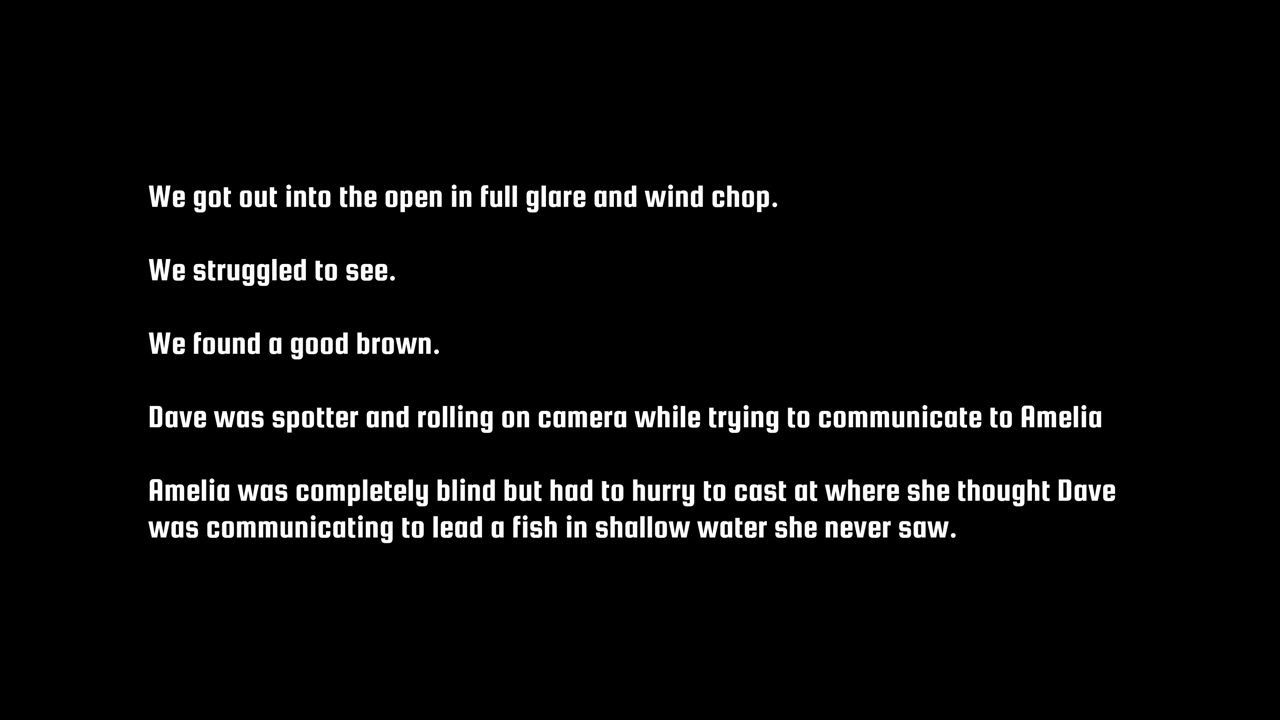 We got out into the open in full glare and wind chop.
We struggled to see.
We found a good brown.
Dave was spotter and rolling on camera while trying to communicate to Amelia
Amelia was completely blind but had to hurry to cast at where she thought Dave
was communicating to lead a fish in shallow water she never saw.